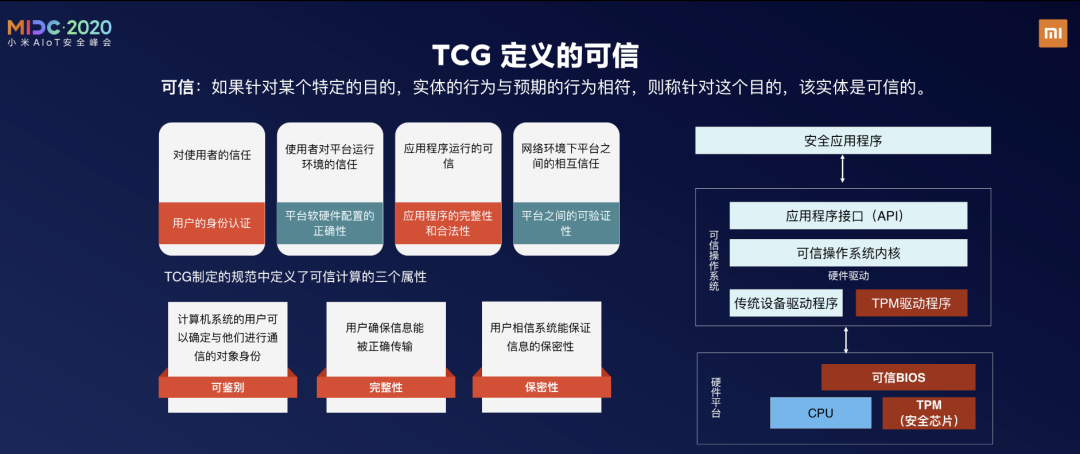 MIDC·2020
小米AIoT安全峰会
MI
TCG 定义的可信
可信：如果针对某个特定的目的，实体的行为与预期的行为相符，则称针对这个目的，该实体是可信的。
对使用者的信任
用户的身份认证
使用者对平台运行
环境的信任
平台软硬件配置的
正确性
应用程序运行的可
信
应用程序的完整性
和合法性
网络环境下平台之
间的相互信任
平台之间的可验证
性
TCG制定的规范中定义了可信计算的三个属性
计算机系统的用户可
以确定与他们进行通
信的对象身份
可鉴别
用户确保信息能
被正确传输
完整性
用户相信系统能保证
信息的保密性
保密性
安全应用程序
可信操作系统
应用程序接口（API）
可信操作系统内核
硬件驱动
传统设备驱动程序
TPM驱动程序
硬件平台
可信BIOS
CPU
TPM
（安全芯片）